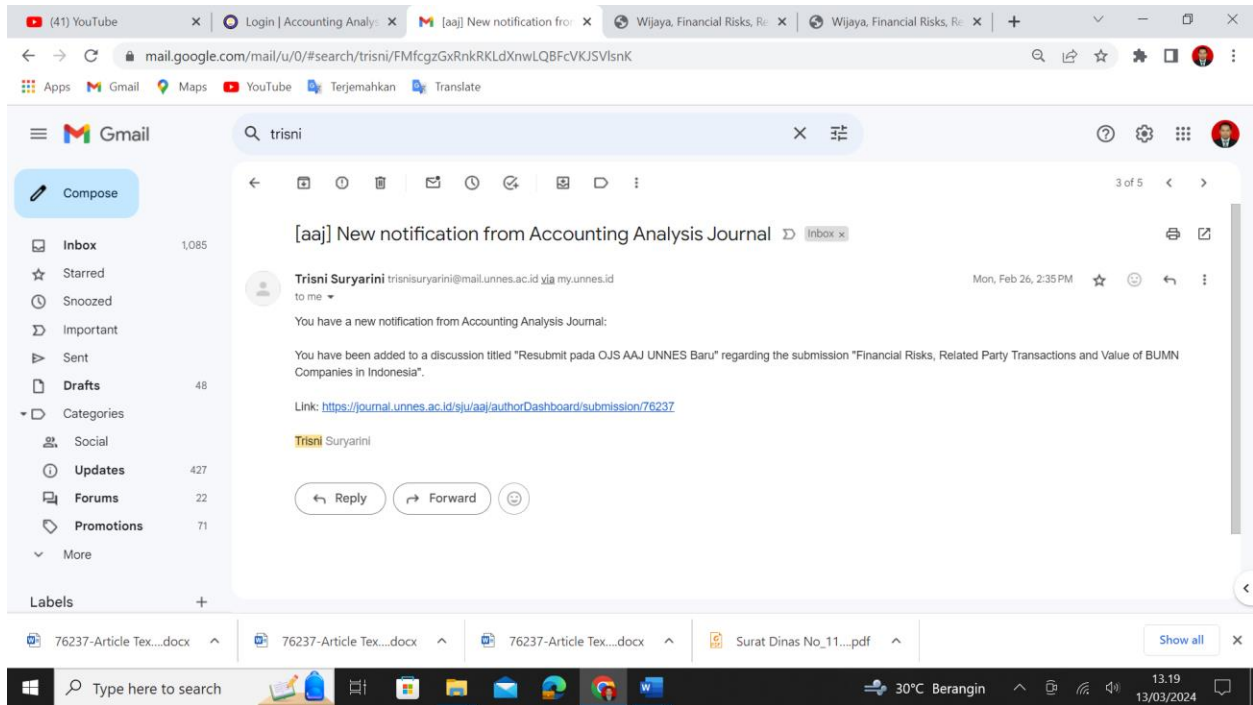 (41) YouTube
Login | Accounting Analys
[aaj] New notification from
Wijaya, Financial Risks, Re
Wijaya, Financial Risks, Re
mail.google.com/mail/u/0/#search/trisni/FMfcgzGxRnkRKLdXnwLQBFcVKJSVlsnK
Apps
Gmail
Maps
YouTube
Terjemahkan
Translate
Gmail
trisni
Compose
3 of 5
Inbox 1,085
Starred
Snoozed
Important
Sent
Drafts 48
Categories
Social
Updates 427
Forums 22
Promotions 71
More
Labels +
[aaj] New notification from Accounting Analysis Journal Inbox x
Trisni Suryarini trisnisuryarini@mail.unnes.ac.id via my.unnes.id Mon, Feb 26, 2:35 PM
to me
You have a new notification from Accounting Analysis Journal:
You have been added to a discussion titled "Resubmit pada OJS AAJ UNNES Baru" regarding the submission "Financial Risks, Related Party Transactions and Value of BUMN
Companies in Indonesia".
Link: https://journal.unnes.ac.id/sju/aaj/authorDashboard/submission/76237
Trisni Suryarini
Reply
Forward
76237-Article Tex....docx
76237-Article Tex....docx
76237-Article Tex....docx
Surat Dinas No_11....pdf
Show all
Type here to search
30°C Berangin
13.19
13/03/2024